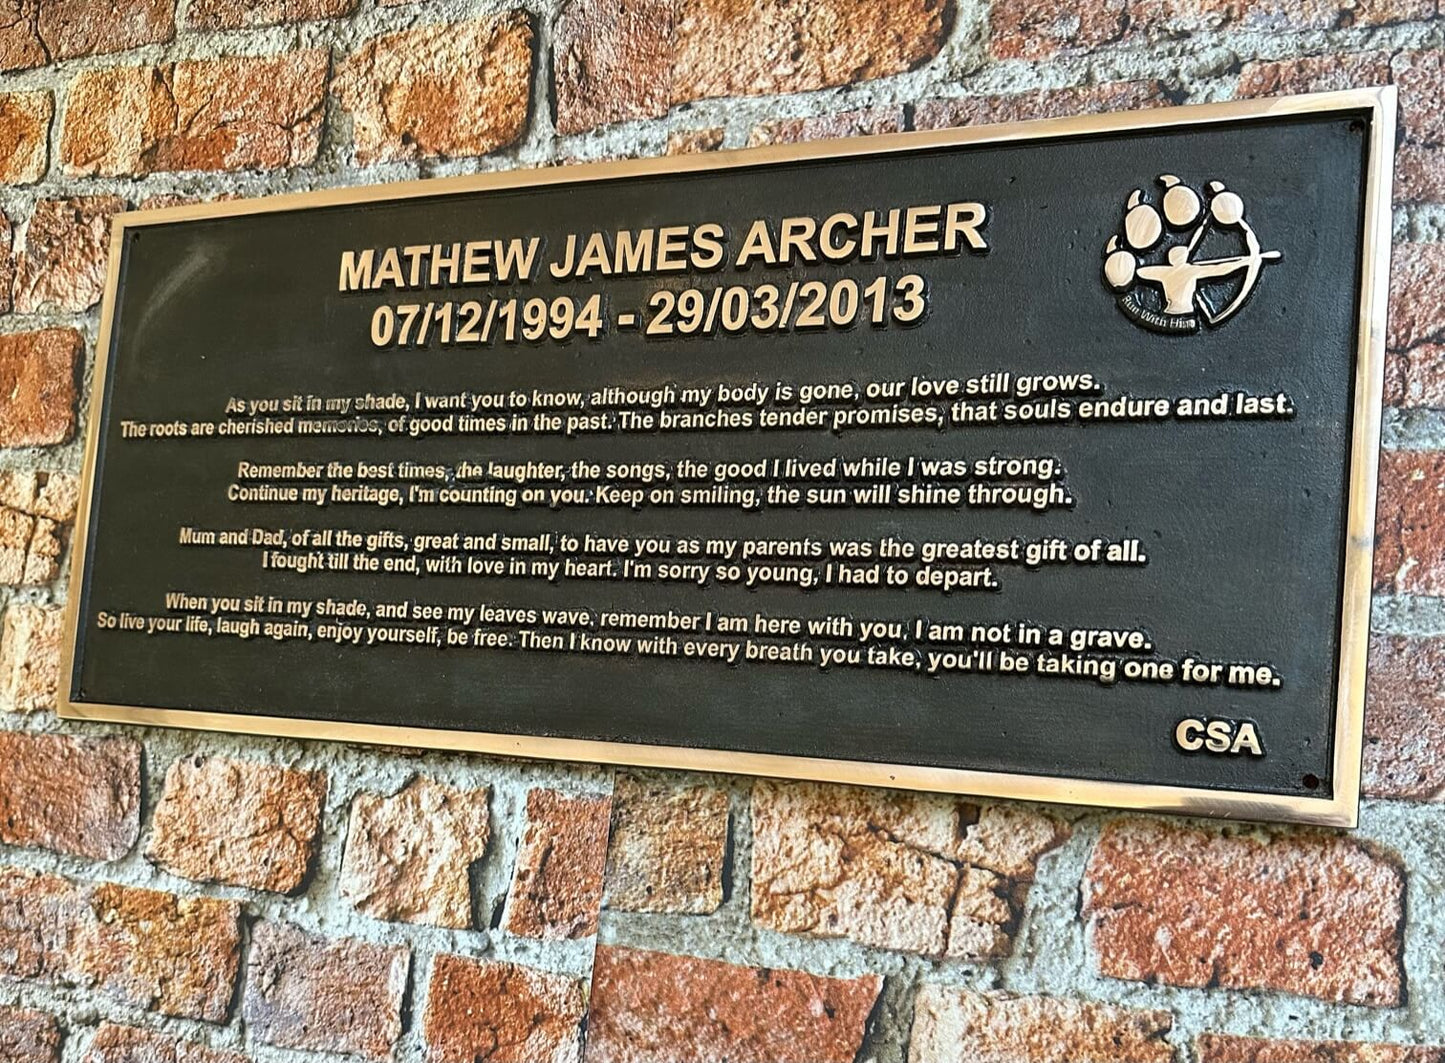 MATHEW JAMES ARCHER
07/12/1994 - 29/03/2013
Run With Him
As you sit in my shade, I want you to know, although my body is gone, our love still grows.
The roots are cherished memories, of good times in the past. The branches tender promises, that souls endure and last.
Remember the best times, the laughter, the songs, the good I lived while I was strong.
Continue my heritage, I'm counting on you. Keep on smiling, the sun will shine through.
Mum and Dad, of all the gifts, great and small, to have you as my parents was the greatest gift of all.
I fought till the end, with love in my heart. I'm sorry so young, I had to depart.
When you sit in my shade, and see my leaves wave, remember I am here with you, I am not in a grave.
So live your life, laugh again, enjoy yourself, be free. Then I know with every breath you take, you'll be taking one for me.
CSA